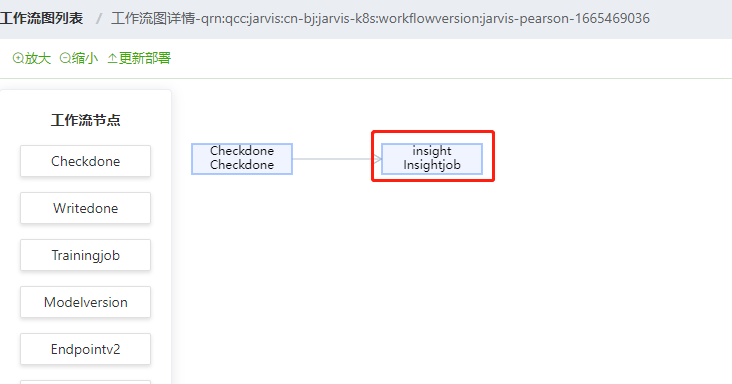 工作流图列表 / 工作流图详情-qrn:qcc:jarvis:cn-bj:jarvis-k8s:workflowversion:jarvis-pearson-1665469036
放大 缩小 更新部署
工作流节点
Checkdone
Writedone
Trainingjob
Modelversion
Endpointv2
Checkdone
Checkdone
insight
Insightjob